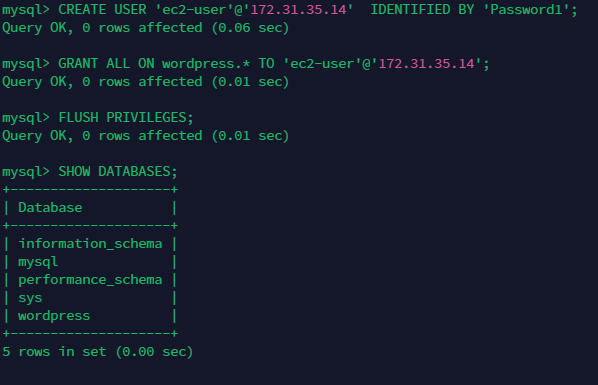 mysql> CREATE USER 'ec2-user'@'172.31.35.14'  IDENTIFIED BY 'Password1';
Query OK, 0 rows affected (0.06 sec)

mysql> GRANT ALL ON wordpress.* TO 'ec2-user'@'172.31.35.14';
Query OK, 0 rows affected (0.01 sec)

mysql> FLUSH PRIVILEGES;
Query OK, 0 rows affected (0.01 sec)

mysql> SHOW DATABASES;
+--------------------+
| Database           |
+--------------------+
| information_schema |
| mysql              |
| performance_schema |
| sys                |
| wordpress          |
+--------------------+
5 rows in set (0.00 sec)